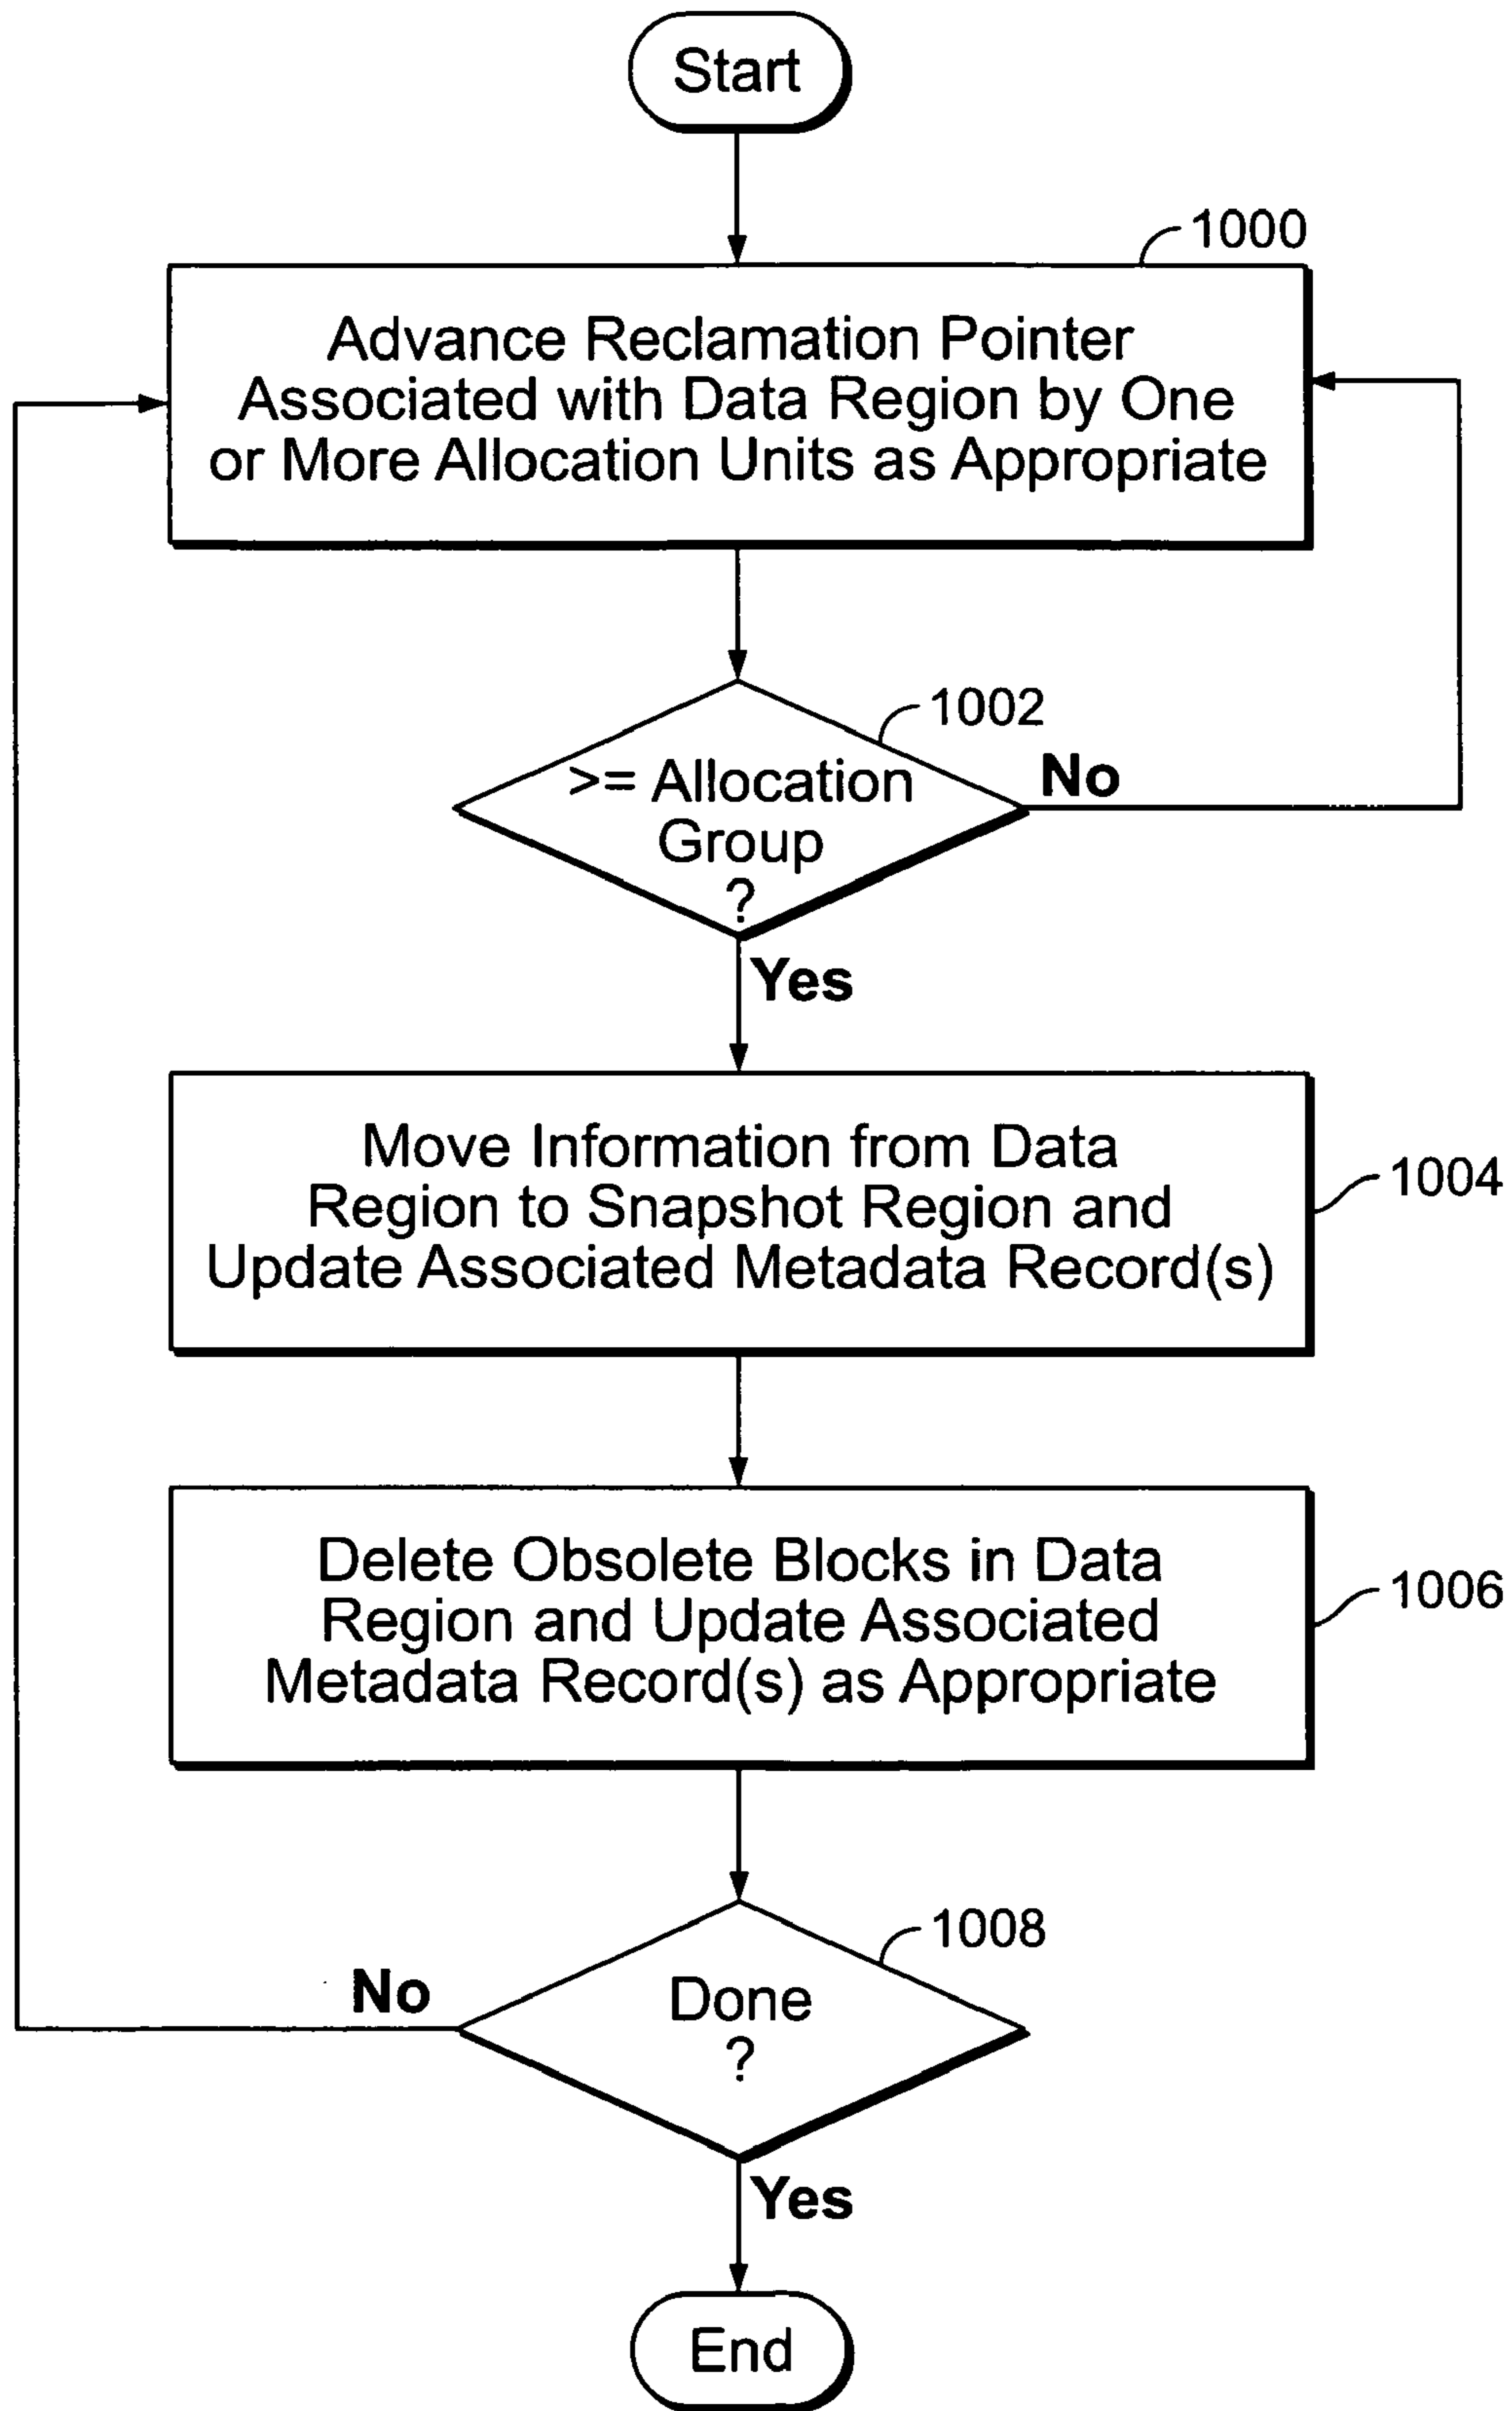 Start
1000
Advance Reclamation Pointer
Associated with Data Region by One
or More Allocation Units as Appropriate
1002
>= Allocation
Group
?
No
Yes
Move Information from Data
Region to Snapshot Region and
Update Associated Metadata Record(s)
1004
Delete Obsolete Blocks in Data
Region and Update Associated
Metadata Record(s) as Appropriate
1006
1008
Done
?
No
Yes
End